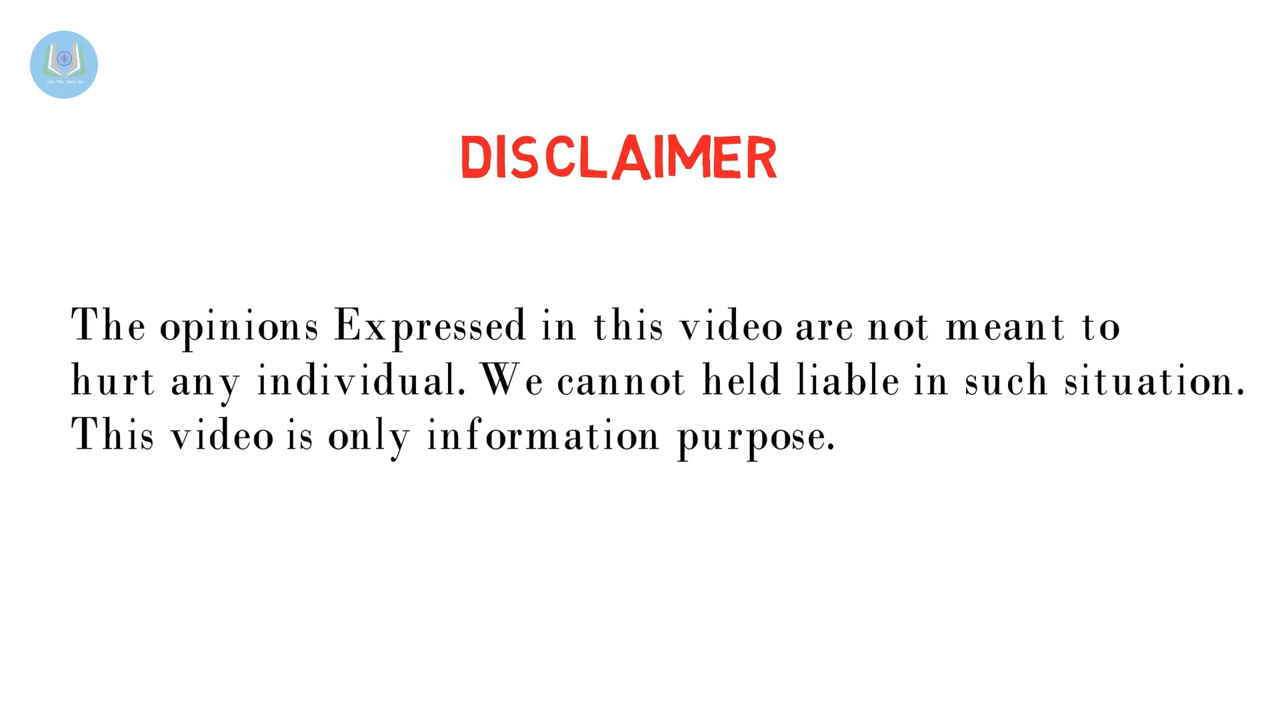 DISCLAIMER
The opinions Expressed in this video are not meant to
hurt any individual. We cannot held liable in such situation.
This video is only information purpose.